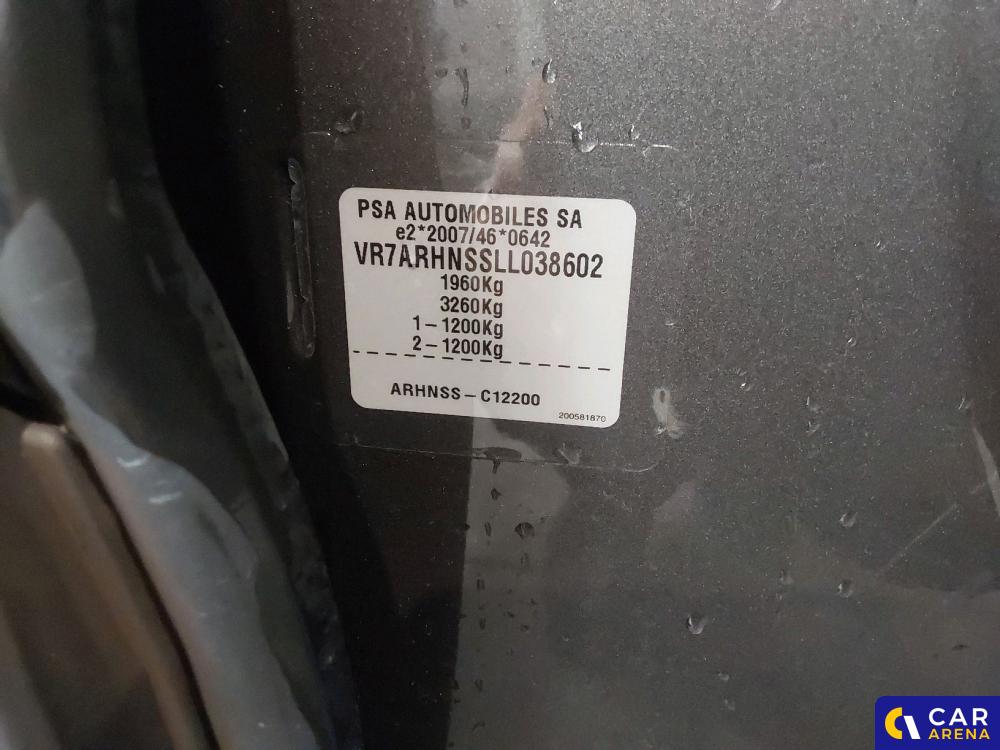 PSA AUTOMOBILES SA
e2*2007/46*0642
VR7ARHNSSLL038602
1960Kg
3260Kg
1-1200Kg
2-1200Kg
ARHNSS-C12200
200581870
CAR
ARENA